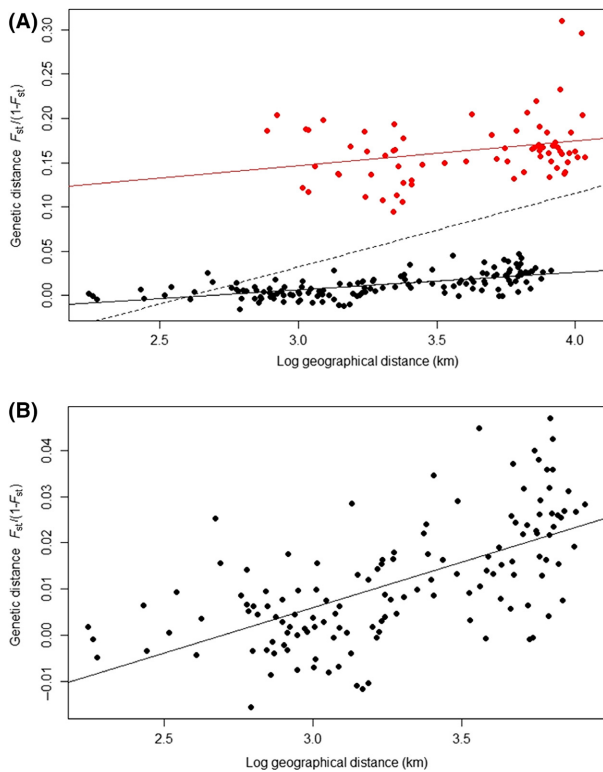 (A)
Genetic distance Fst/(1-Fst)
0.30
0.20
0.15
0.10
0.05
0.00
2.5 3.0 3.5 4.0
Log geographical distance (km)
(B)
Genetic distance Fst/(1-Fst)
0.04
0.03
0.02
0.01
0.00
−0.01
2.5 3.0 3.5
Log geographical distance (km)